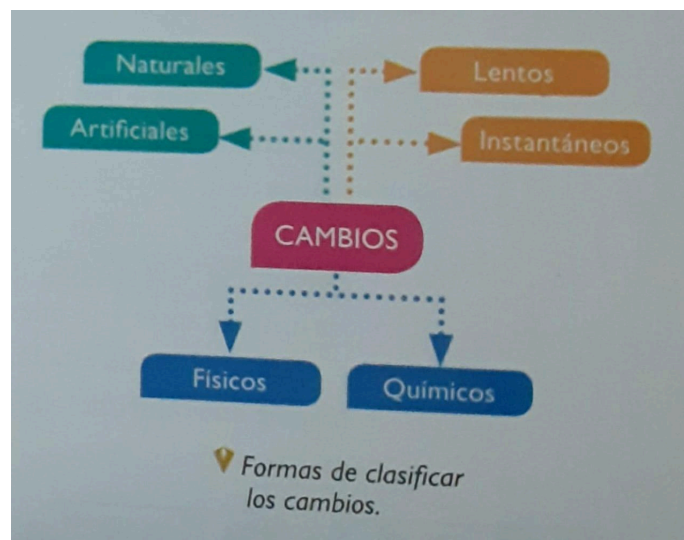 Naturales
Lentos
Artificiales
Instantáneos
CAMBIOS
Físicos
Químicos
Formas de clasificar
los cambios.